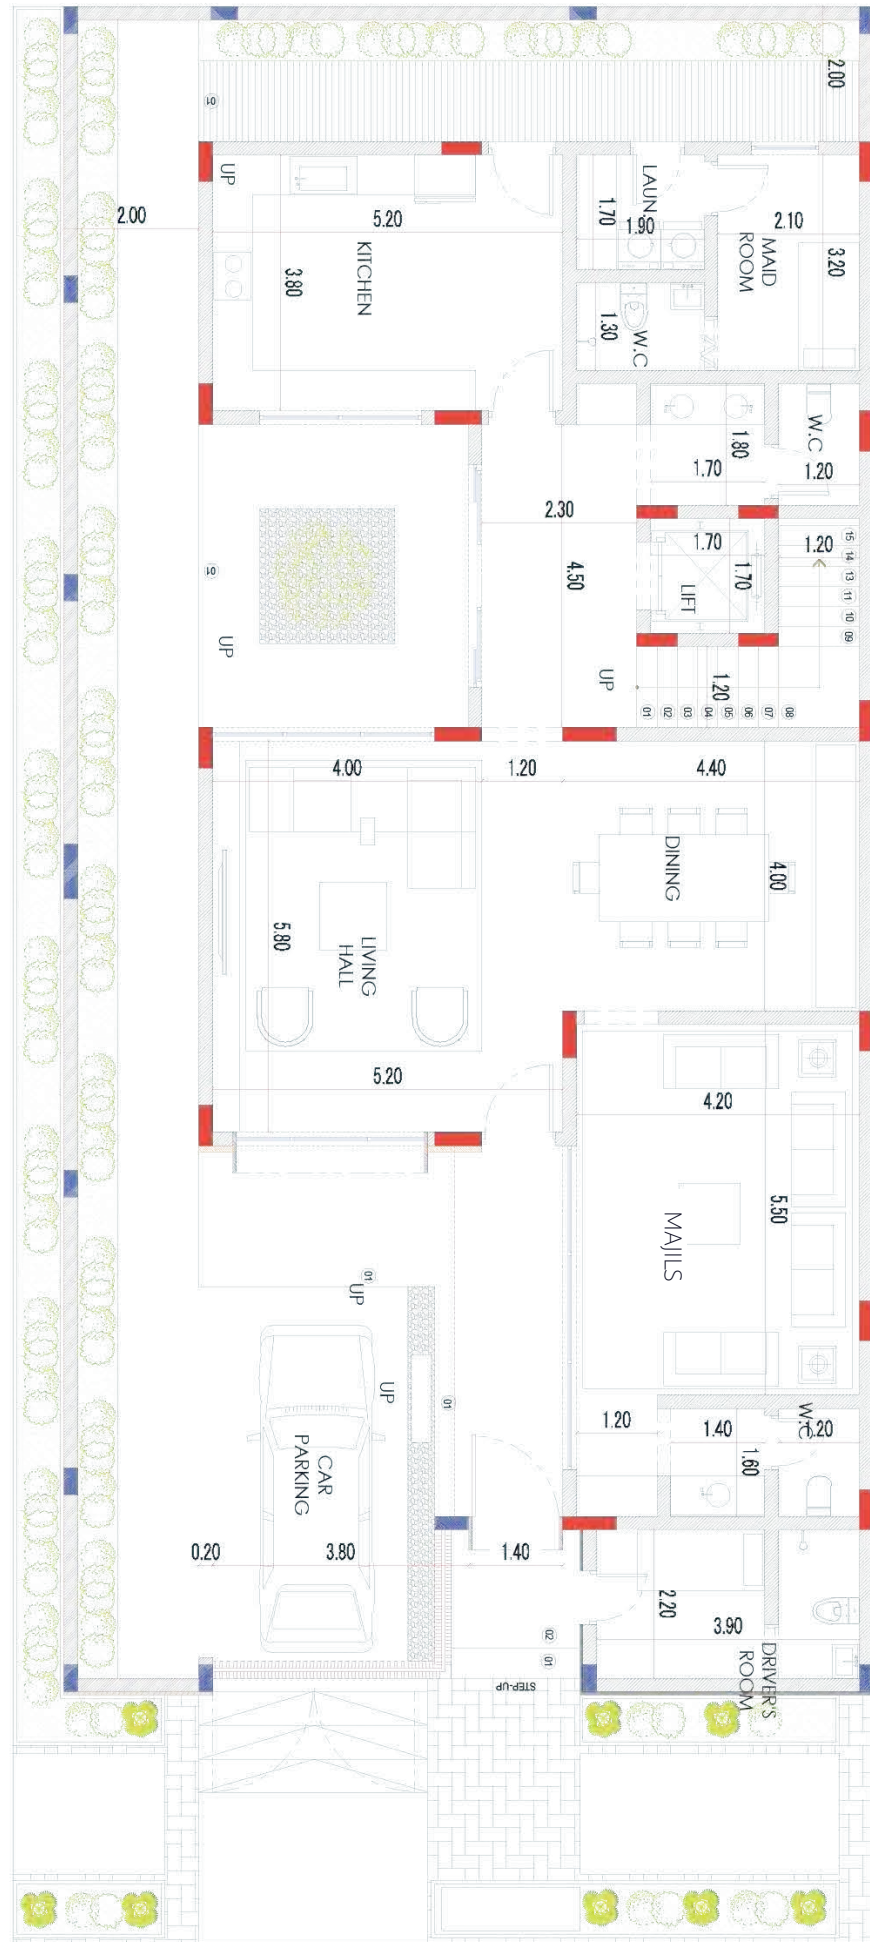 2.00
01
UP
2.00
5.20
KITCHEN
3.80
LAUN.
1.70
1.90
2.10
MAID
ROOM
3.20
1.30
W.C
W.C
1.80
1.70
1.20
2.30
4.50
1.70
1.70
LIFT
1.20
15
14
13
11
10
09
01
UP
UP
1.20
01
02
03
04
05
06
07
08
4.00
1.20
4.40
DINING
4.00
5.80
LIVING
HALL
5.20
4.20
5.50
MAJILS
01
UP
UP
01
CAR
PARKING
1.20
1.40
W.C
1.20
1.60
0.20
3.80
1.40
2.20
3.90
DRIVER'S
ROOM
02
01
STEP-UP